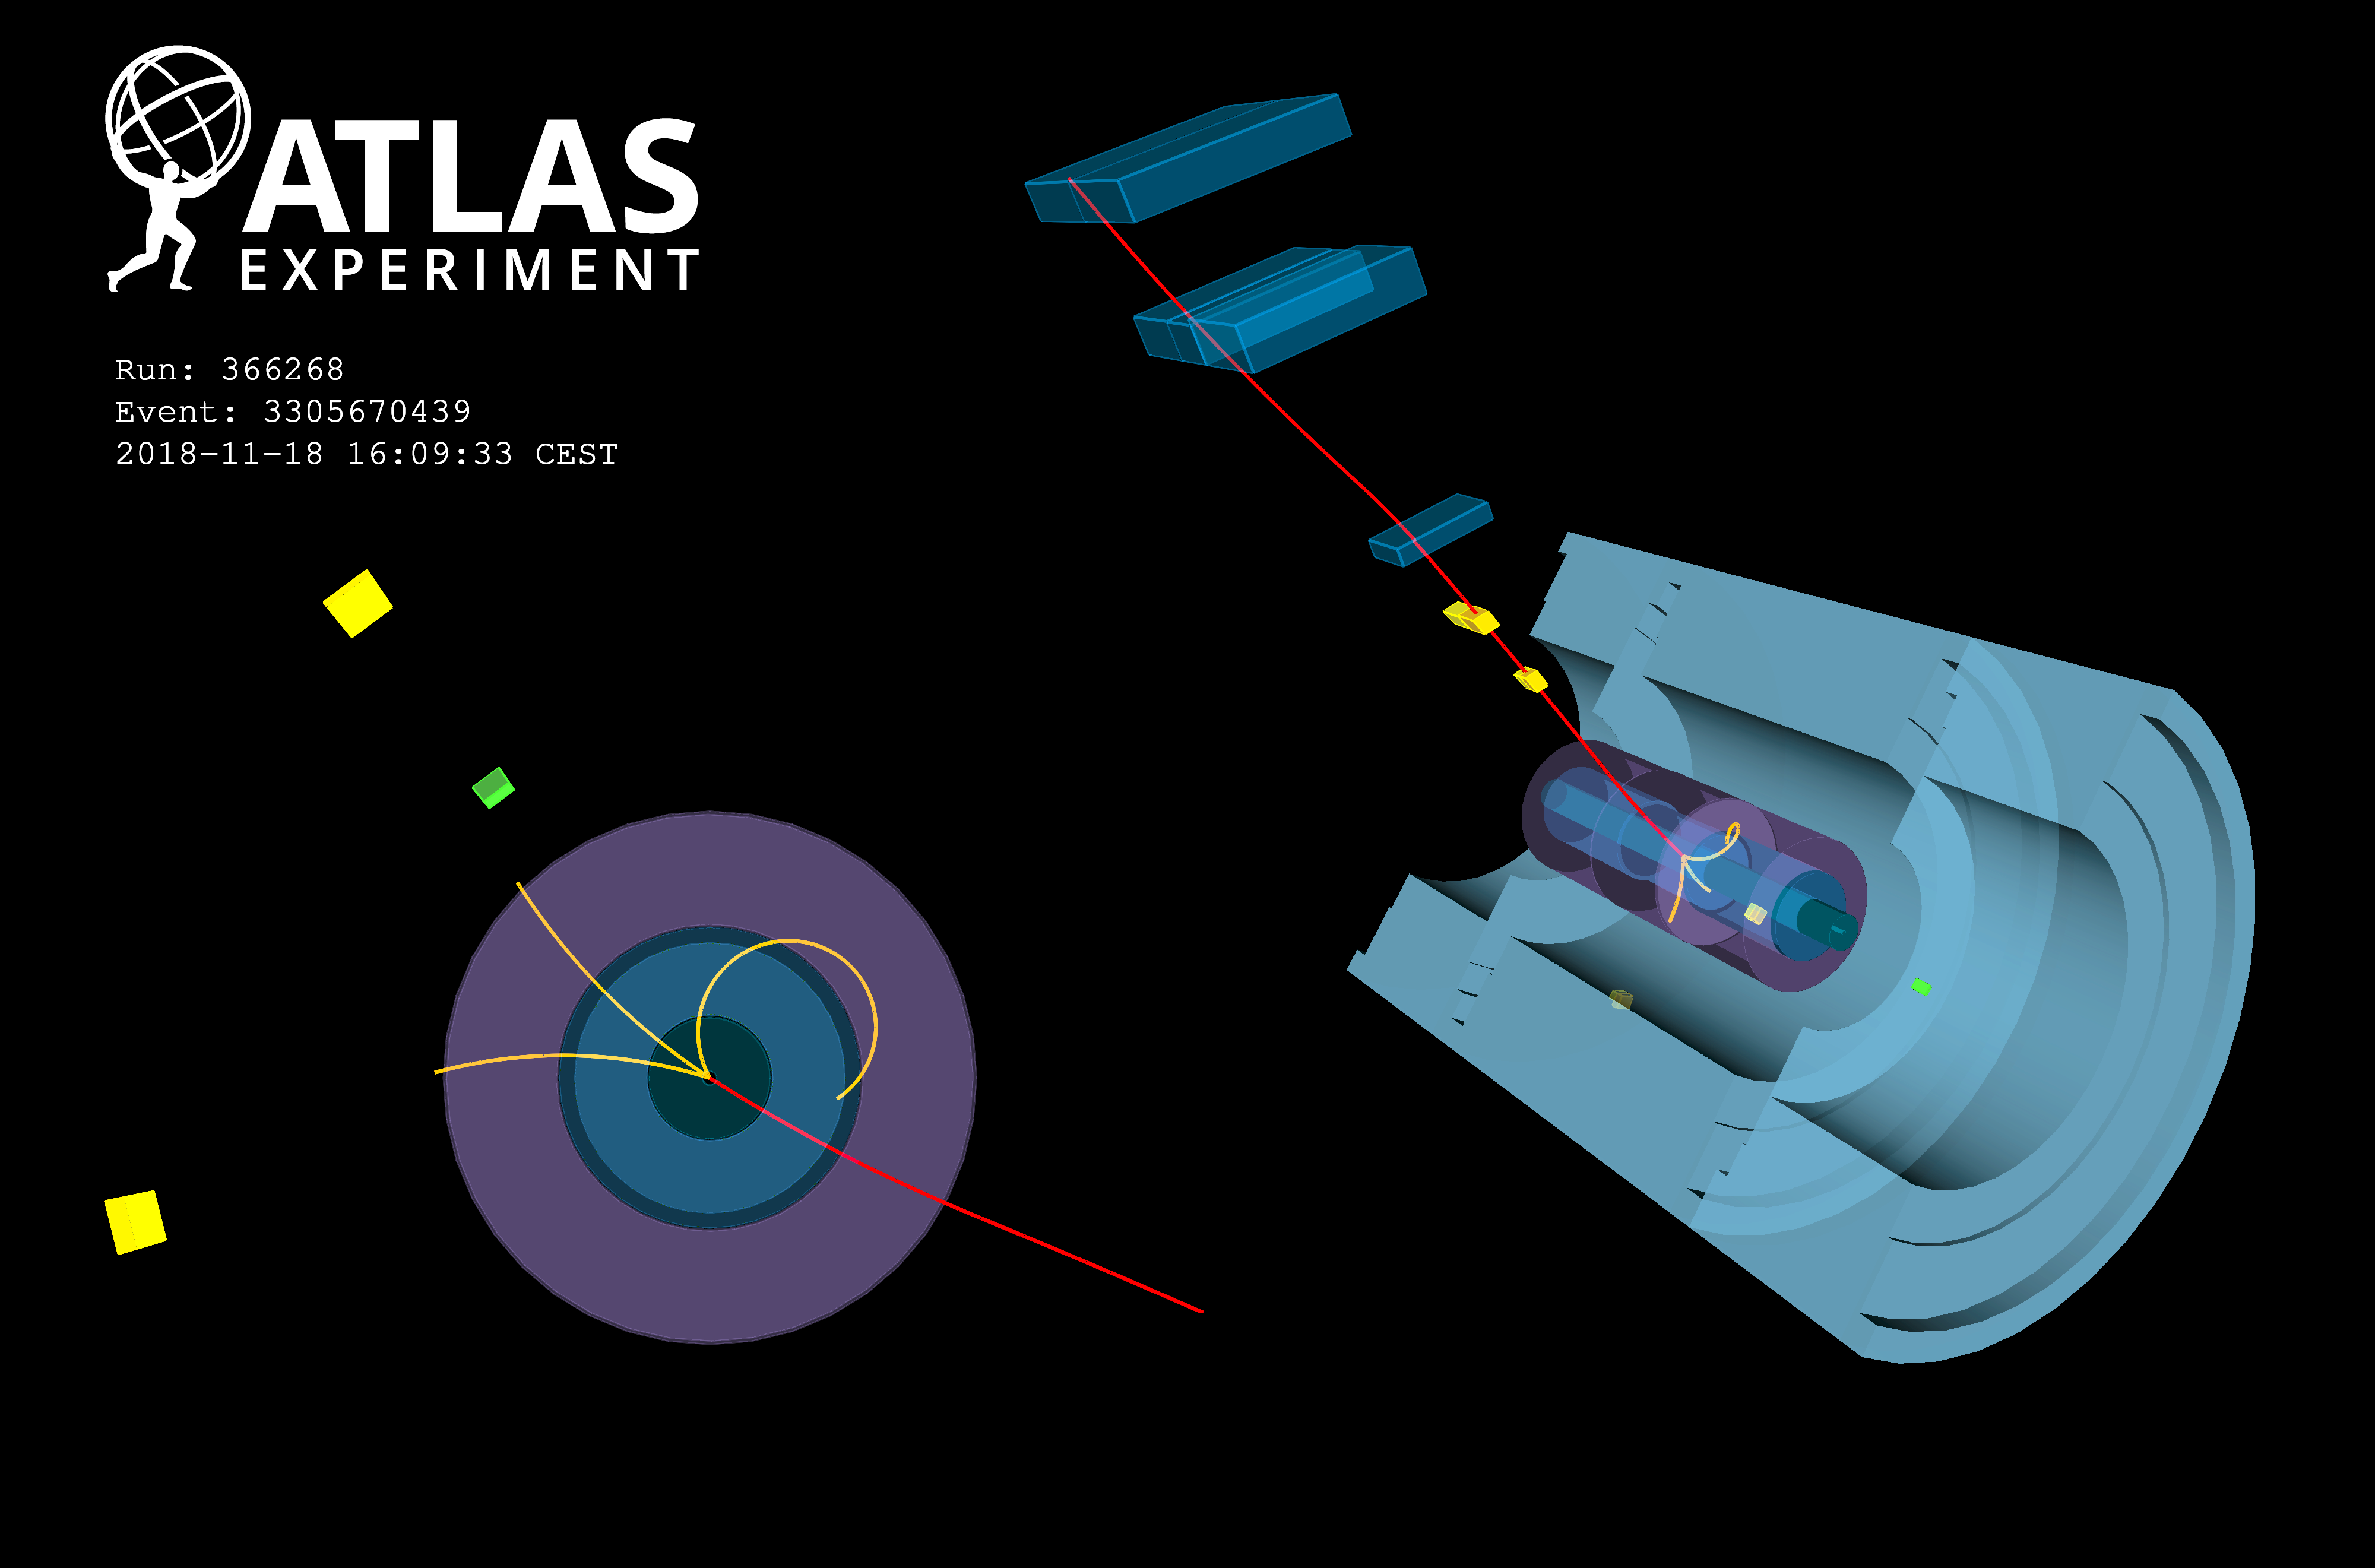 ATLAS
EXPERIMENT
Run: 366268
Event: 3305670439
2018-11-18 16:09:33 CEST